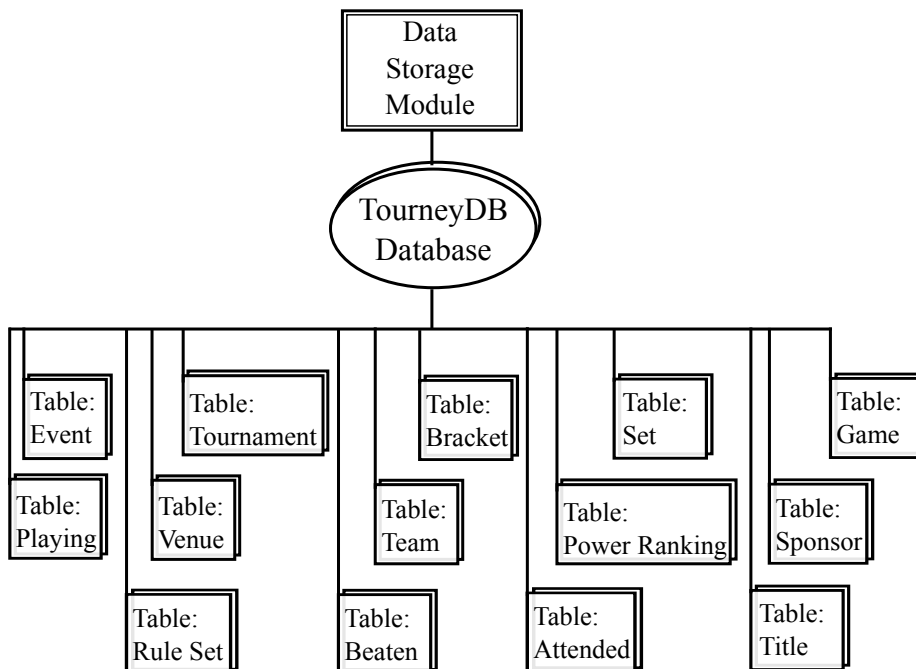 Data
Storage
Module
TourneyDB
Database
Table:
Event
Table:
Tournament
Table:
Bracket
Table:
Set
Table:
Game
Table:
Playing
Table:
Venue
Table:
Team
Table:
Power Ranking
Table:
Sponsor
Table:
Rule Set
Table:
Beaten
Table:
Attended
Table:
Title